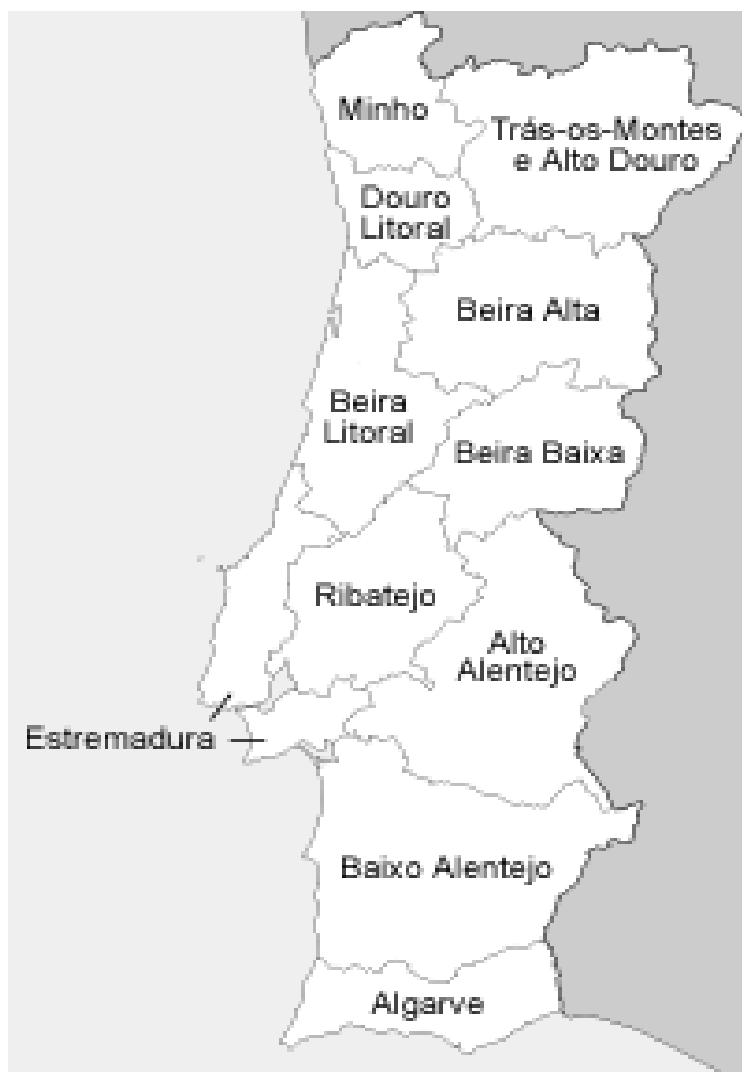 Minho
Trás-os-Montes
e Alto Douro
Douro
Litoral
Beira Alta
Beira
Litoral
Beira Baixa
Ribatejo
Alto
Alentejo
Estremadura
Baixo Alentejo
Algarve